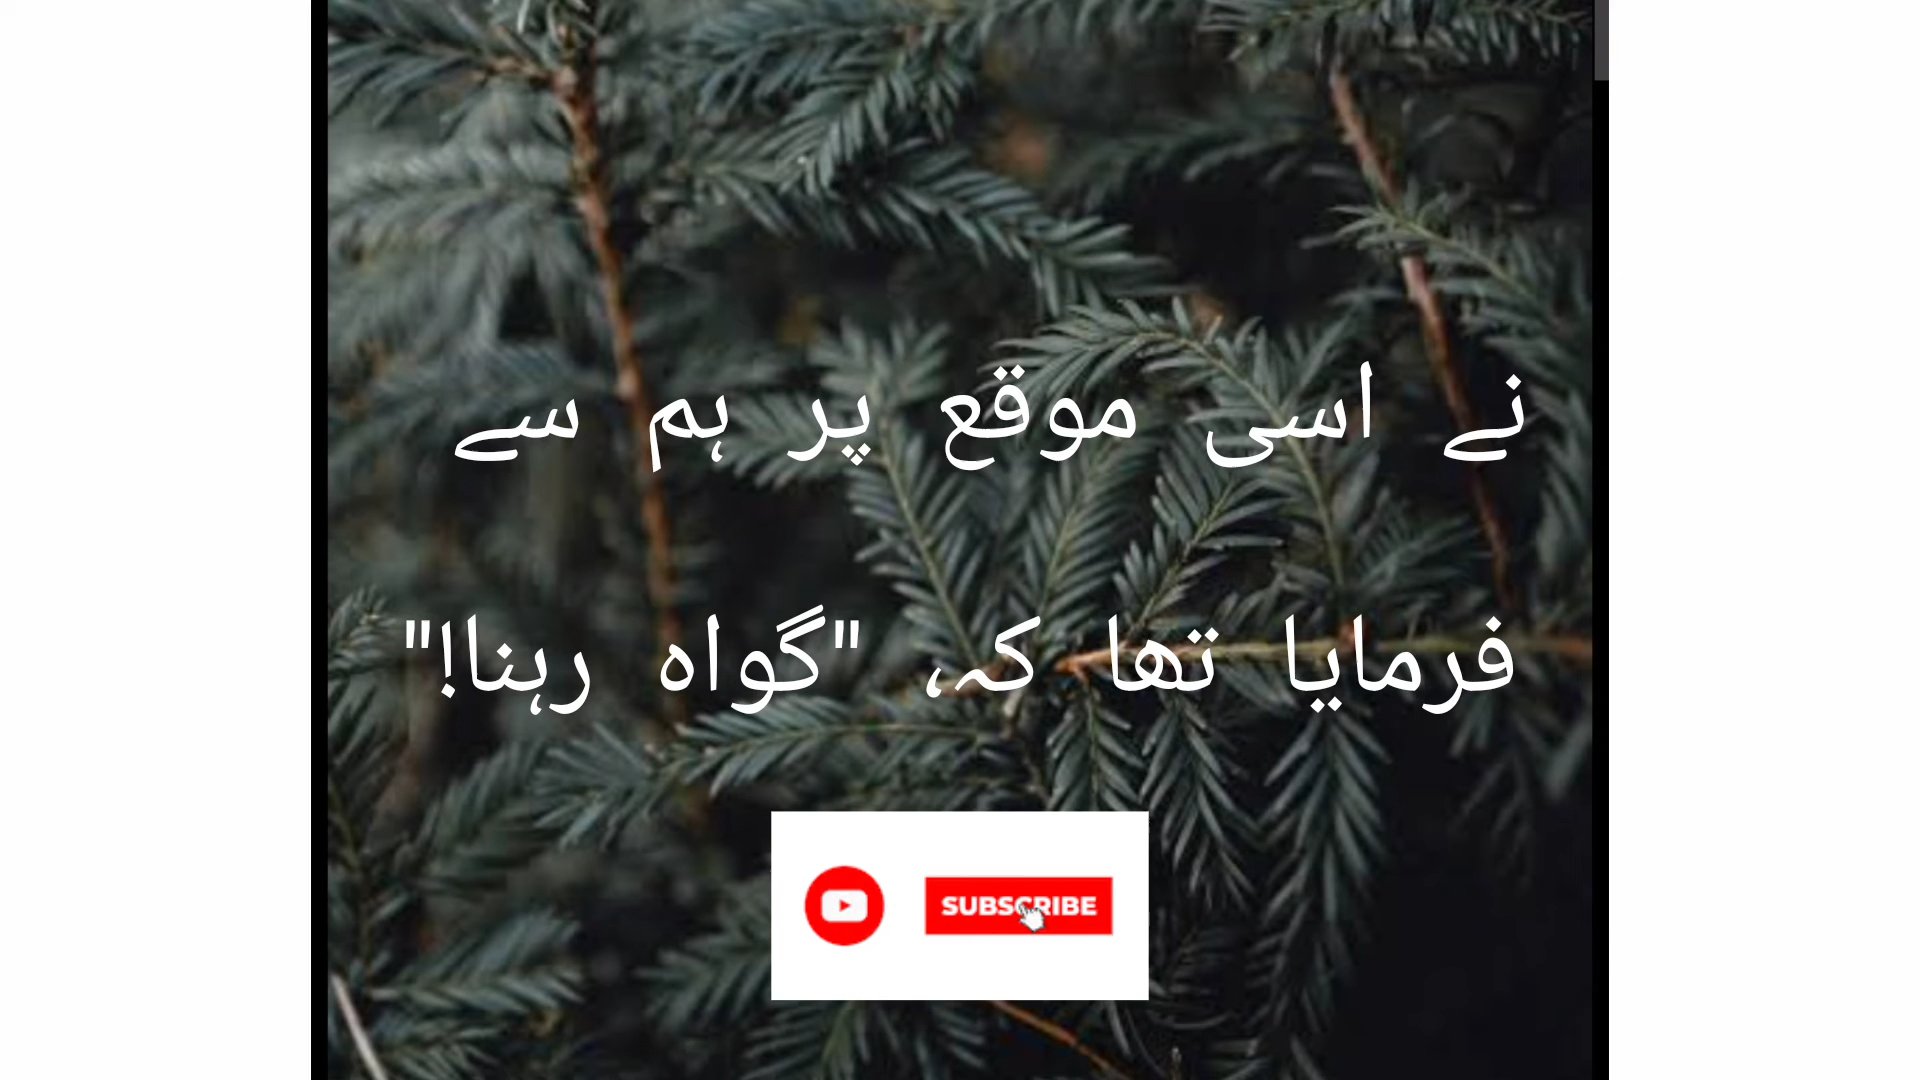 نے اسی موقع پر ہم سے
فرمایا تھا کہ، "گواہ رہنا!"
SUBSCRIBE